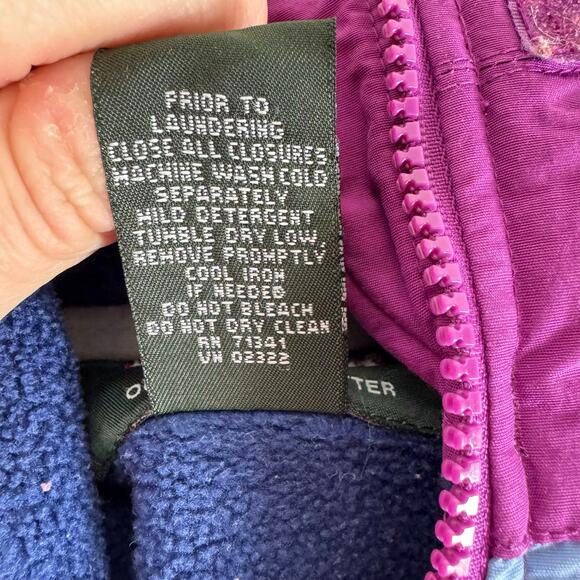 PRIOR TO
LAUNDERING
CLOSE ALL CLOSURES
MACHINE WASH COLD
SEPARATELY
MILD DETERGENT
TUMBLE DRY LOW,
REMOVE PROMPTLY
COOL IRON
IF NEEDED
DO NOT BLEACH
DO NOT DRY CLEAN
RN 71341
VN 02322